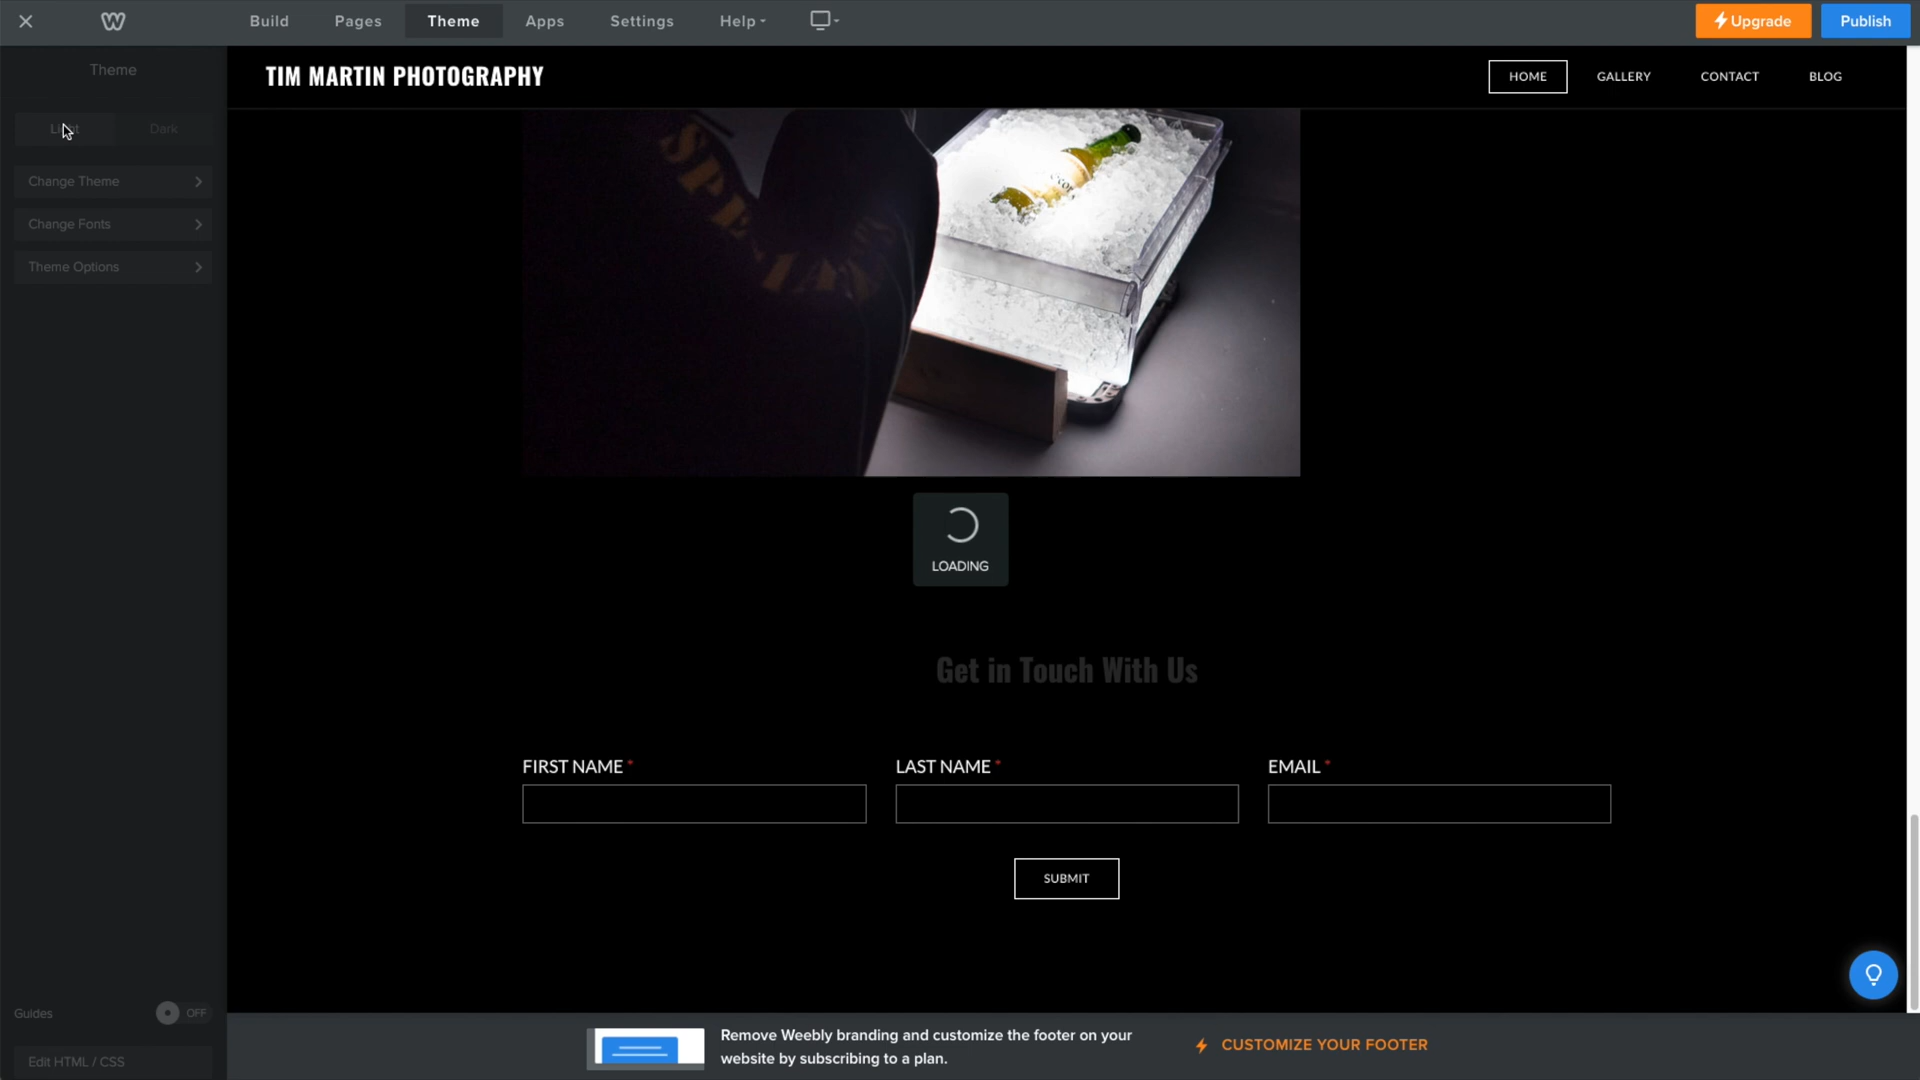 Build Pages Theme Apps Settings Help Upgrade Publish
Theme
TIM MARTIN PHOTOGRAPHY HOME GALLERY CONTACT BLOG
Light Dark
Change Theme
Change Fonts
Theme Options
LOADING
Get in Touch With Us
FIRST NAME * LAST NAME * EMAIL *
SUBMIT
Guides OFF
Remove Weebly branding and customize the footer on your
website by subscribing to a plan.
CUSTOMIZE YOUR FOOTER
Edit HTML / CSS